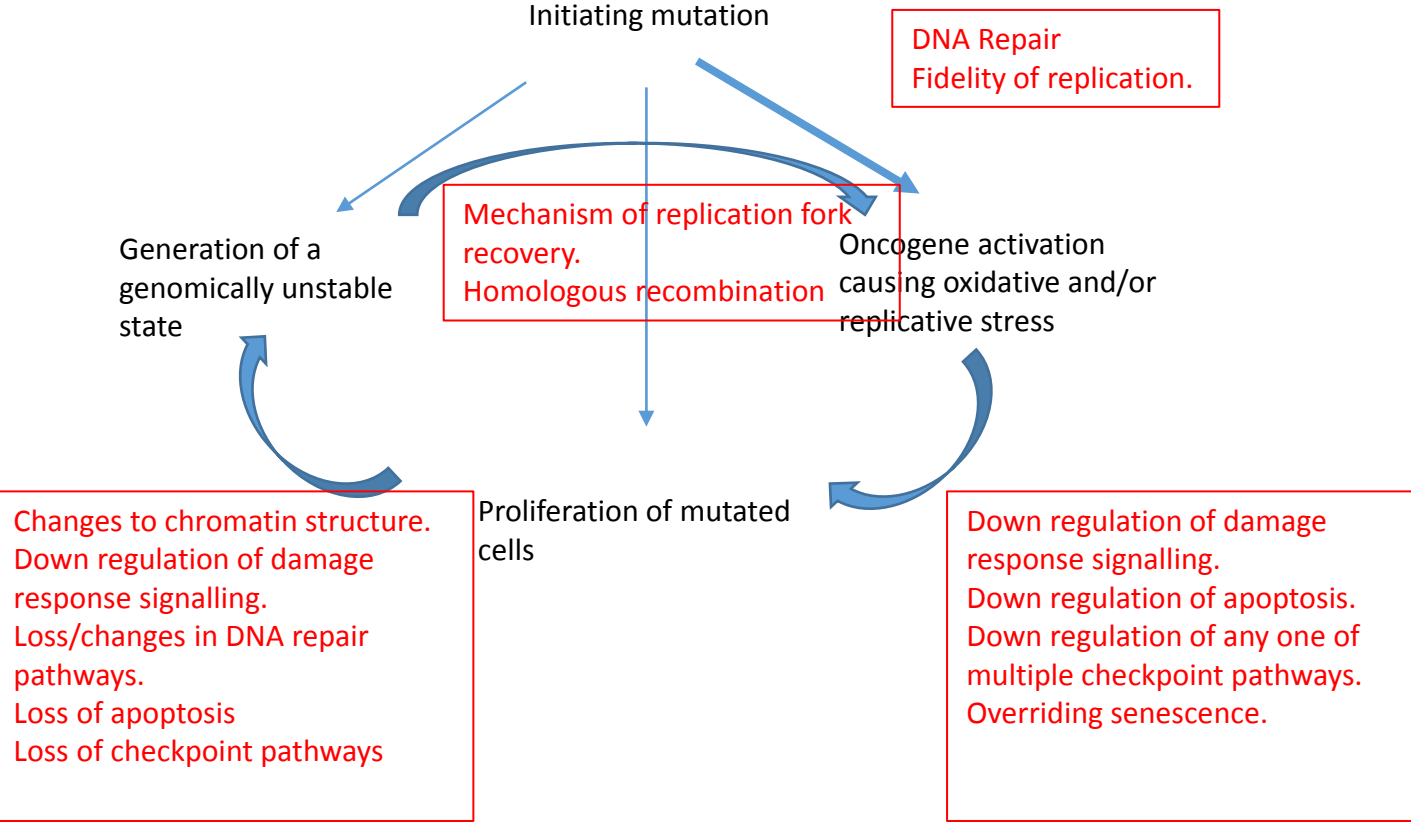 Initiating mutation
DNA Repair
Fidelity of replication.
Mechanism of replication fork
recovery.
Homologous recombination
Generation of a
genomically unstable
state
Oncogene activation
causing oxidative and/or
replicative stress
Changes to chromatin structure.
Down regulation of damage
response signalling.
Loss/changes in DNA repair
pathways.
Loss of apoptosis
Loss of checkpoint pathways
Proliferation of mutated
cells
Down regulation of damage
response signalling.
Down regulation of apoptosis.
Down regulation of any one of
multiple checkpoint pathways.
Overriding senescence.